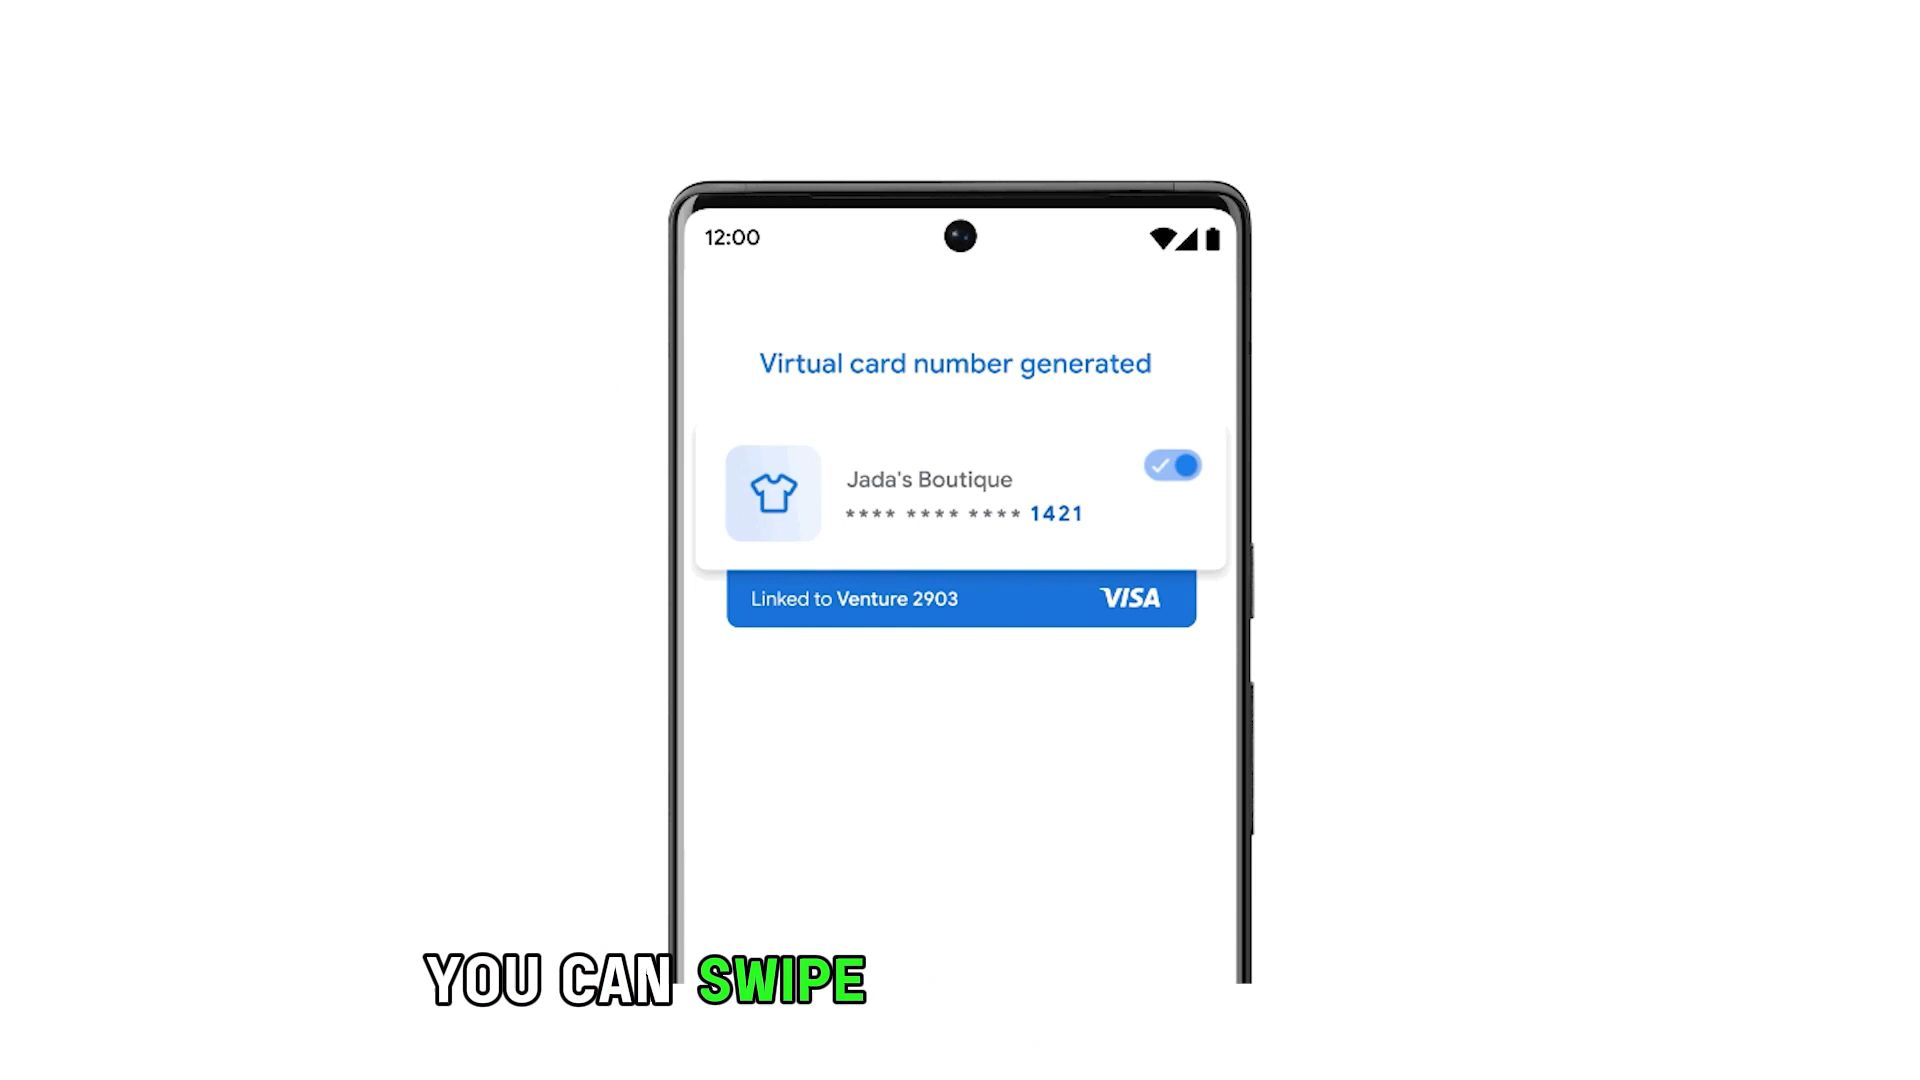 12:00
Virtual card number generated
Jada's Boutique
**** **** **** 1421
Linked to Venture 2903 VISA
YOU CAN SWIPE